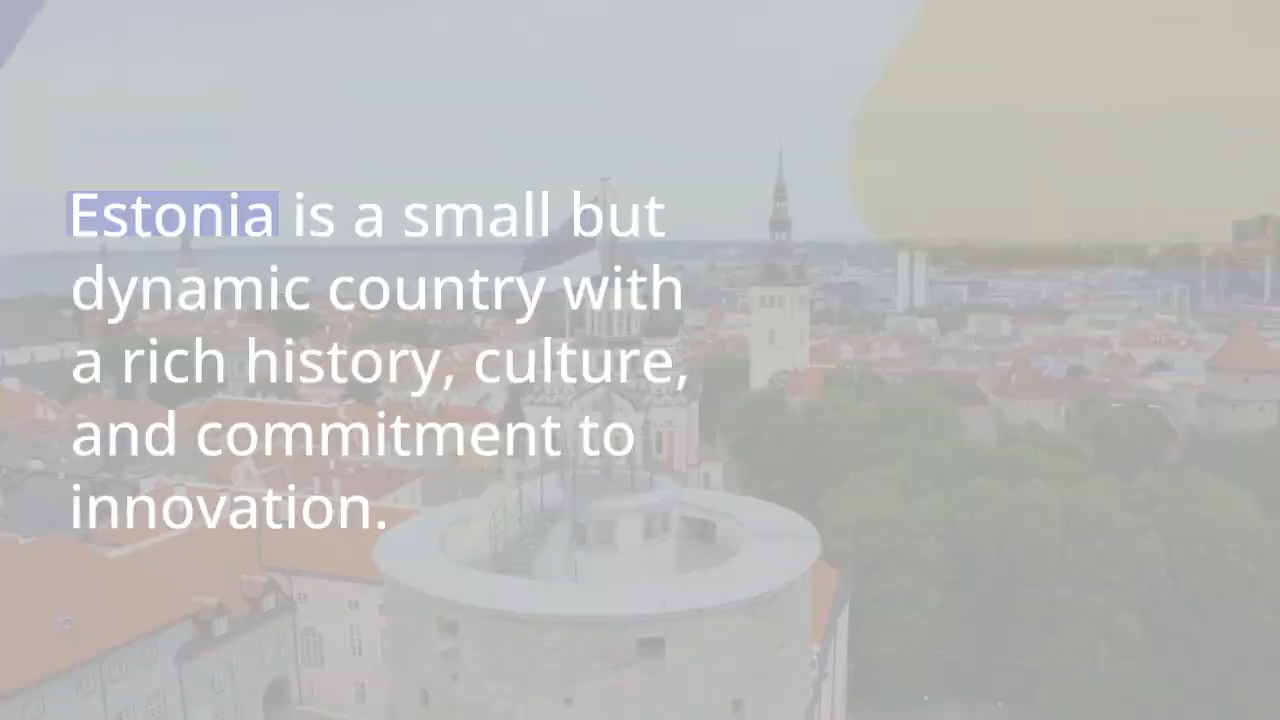 Estonia is a small but
dynamic country with
a rich history, culture,
and commitment to
innovation.